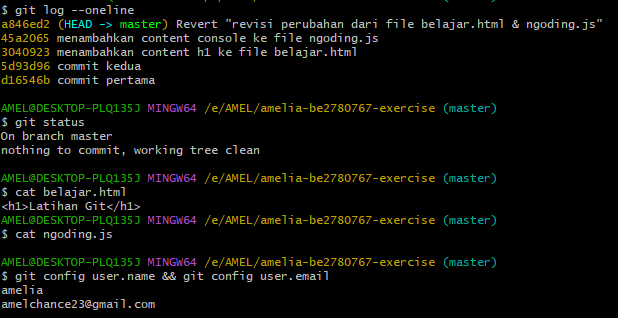 $ git log --oneline
a846ed2 (HEAD -> master) Revert "revisi perubahan dari file belajar.html & ngoding.js"
45a2065 menambahkan content console ke file ngoding.js
3040923 menambahkan content h1 ke file belajar.html
5d93d96 commit kedua
d16546b commit pertama
AMEL@DESKTOP-PLQ135J MINGW64 /e/AMEL/amelia-be2780767-exercise (master)
$ git status
On branch master
nothing to commit, working tree clean
AMEL@DESKTOP-PLQ135J MINGW64 /e/AMEL/amelia-be2780767-exercise (master)
$ cat belajar.html
<h1>Latihan Git</h1>
AMEL@DESKTOP-PLQ135J MINGW64 /e/AMEL/amelia-be2780767-exercise (master)
$ cat ngoding.js
AMEL@DESKTOP-PLQ135J MINGW64 /e/AMEL/amelia-be2780767-exercise (master)
$ git config user.name && git config user.email
amelia
amelchance23@gmail.com